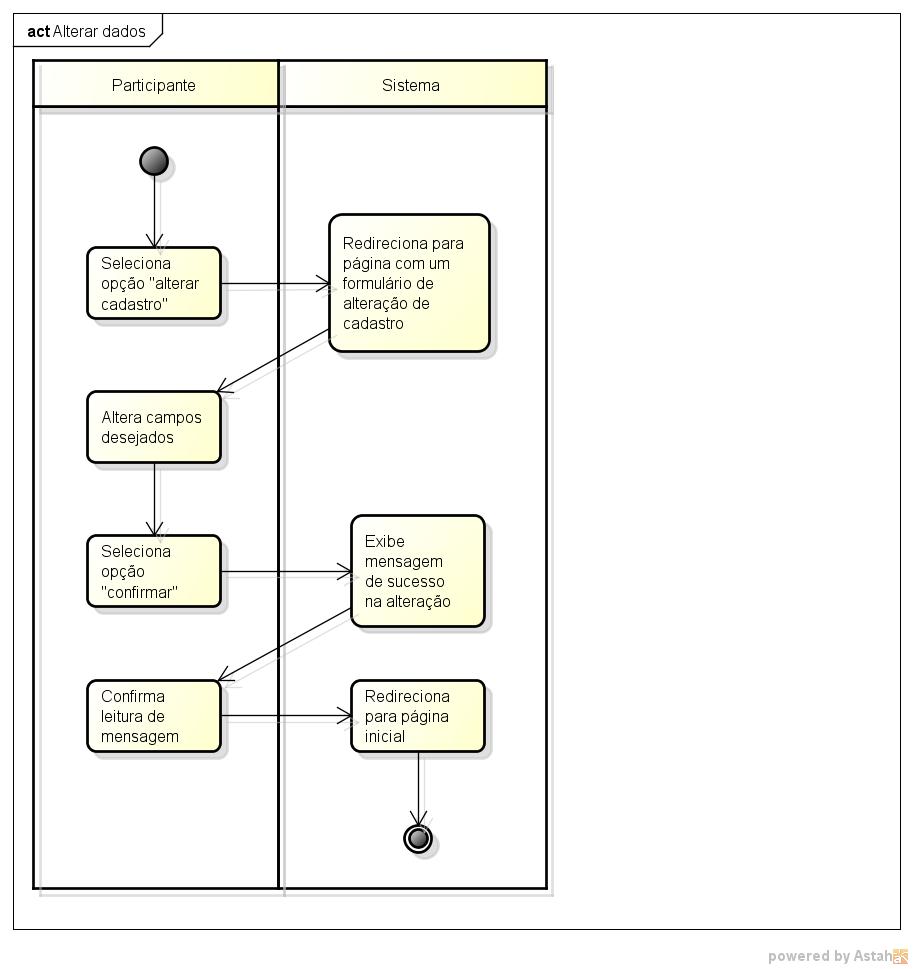 act Alterar dados
Participante
Sistema
Seleciona
opção "alterar
cadastro"
Redireciona para
página com um
formulário de
alteração de
cadastro
Altera campos
desejados
Seleciona
opção
"confirmar"
Exibe
mensagem
de sucesso
na alteração
Confirma
leitura de
mensagem
Redireciona
para página
inicial
powered by Astah